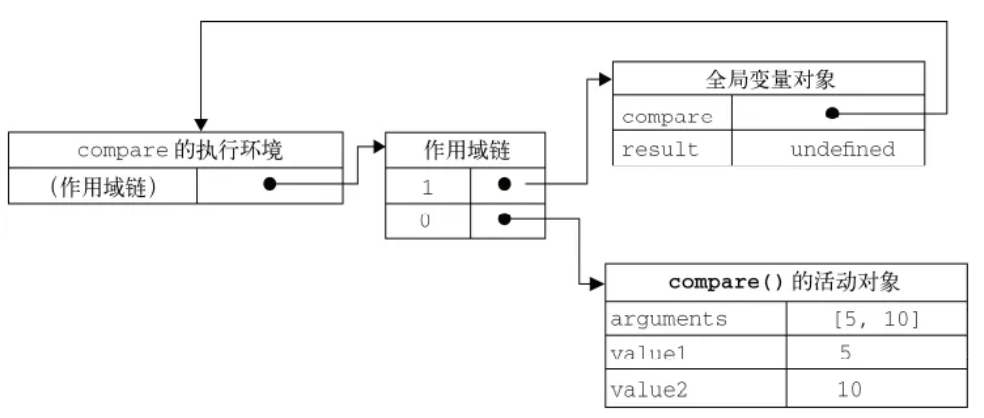 全局变量对象
compare
result undefined
compare 的执行环境
（作用域链）
作用域链
1
0
compare() 的活动对象
arguments [5, 10]
value1 5
value2 10